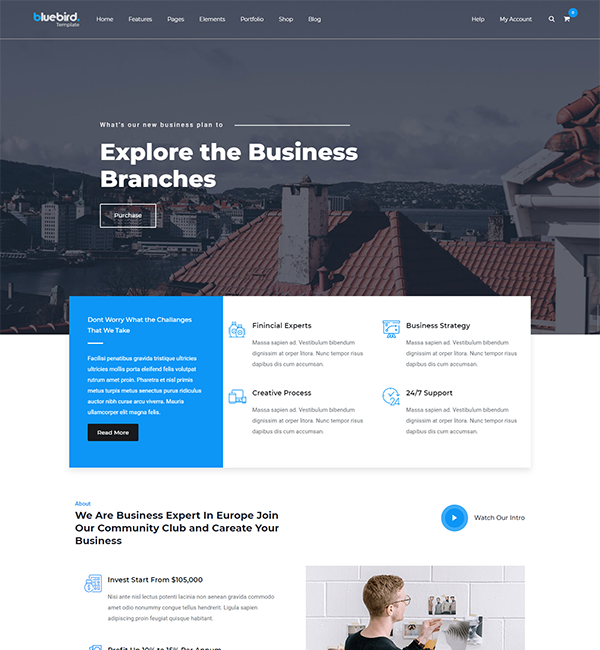 bluebird.
Template
Home Features Pages Elements Portfolio Shop Blog
Help My Account
What's our new business plan to
Explore the Business
Branches
Purchase
Dont Worry What the Challanges
That We Take
Facilisi penatibus gravida tristique ultricies
ultricies mollis porta eleifend felis volutpat
rutrum amet proin. Pharetra et nisl primis
metus turpis metus senectus purus ridiculus
auctor nibh curae arcu viverra. Mauris
ullamcorper elit magna felis.
Read More
Finincial Experts
Massa sapien ad. Vestibulum bibendum
dignissim at orper litora. Nunc tempor risus
dapibus dis cum accumsan.
Business Strategy
Massa sapien ad. Vestibulum bibendum
dignissim at orper litora. Nunc tempor risus
dapibus dis cum accumsan.
Creative Process
Massa sapien ad. Vestibulum bibendum
dignissim at orper litora. Nunc tempor risus
dapibus dis cum accumsan.
24/7 Support
Massa sapien ad. Vestibulum bibendum
dignissim at orper litora. Nunc tempor risus
dapibus dis cum accumsan.
About
We Are Business Expert In Europe Join
Our Community Club and Careate Your
Business
Watch Our Intro
Invest Start From $105,000
Nisi ante nisl lectus potenti lacinia non aenean gravida commodo
amet odio nonummy congue tellus hendrerit. Ligula sapien
adipiscing proin feugiat quisque habitant.
Profit Up 10% to 15% Per Annum